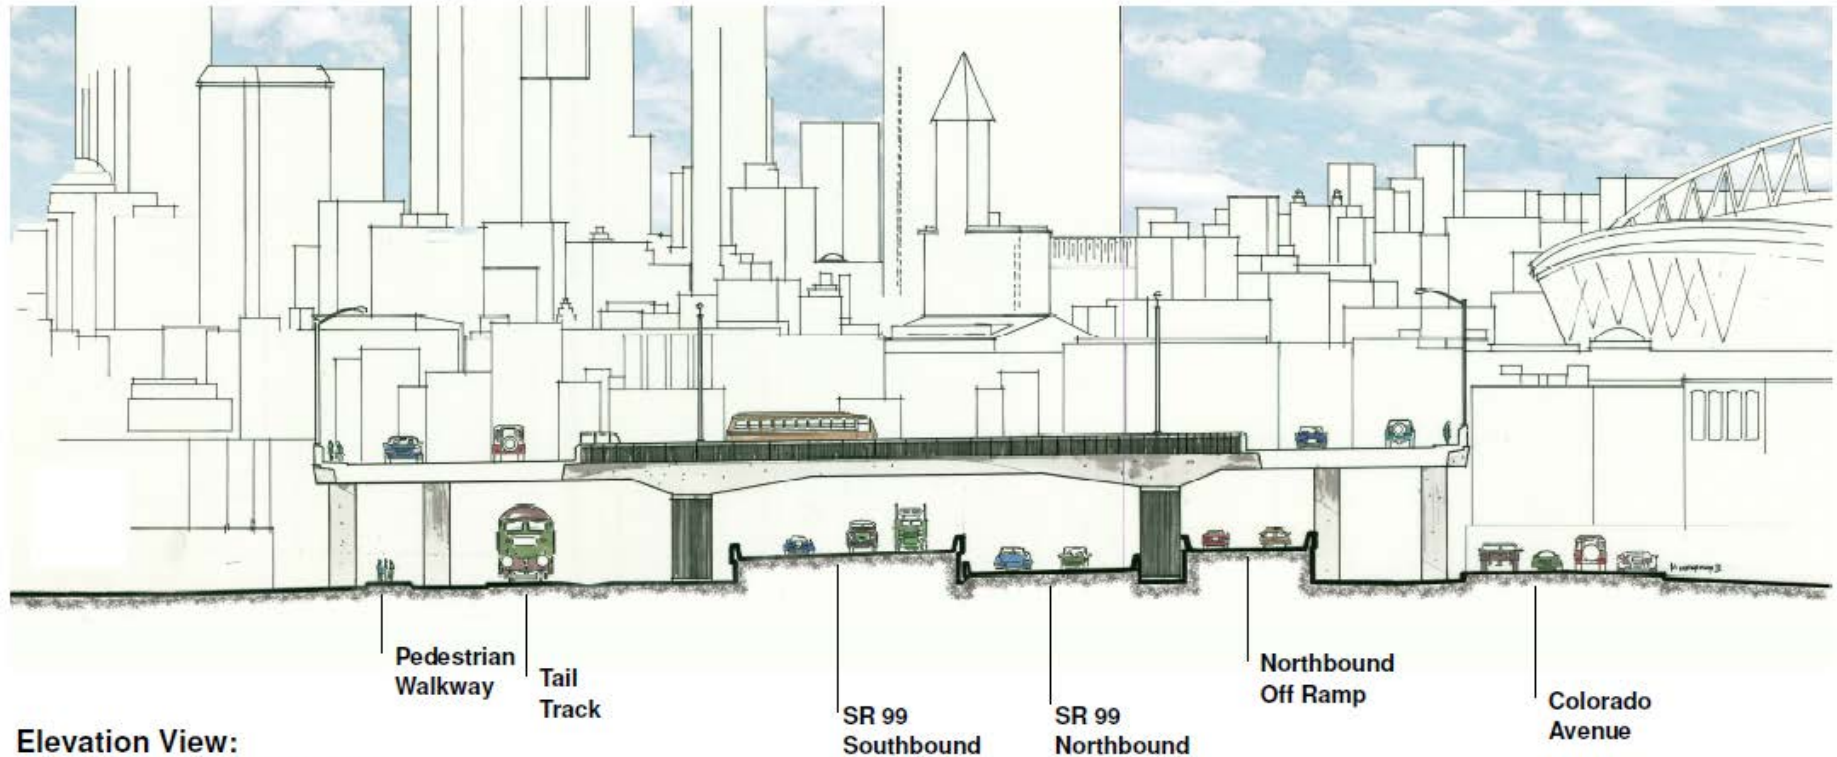 Pedestrian
Walkway
Tail
Track
SR 99
Southbound
SR 99
Northbound
Northbound
Off Ramp
Colorado
Avenue
Elevation View: